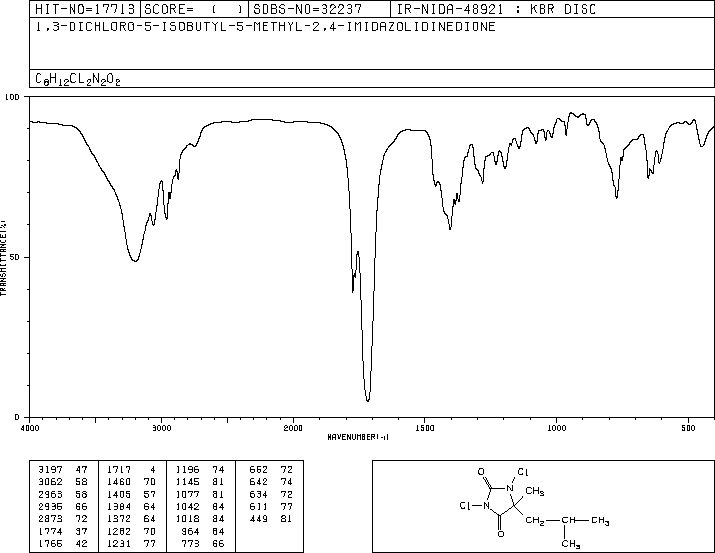 HIT-NO=17713 SCORE= ( ) SDBS-NO=32237 IR-NIDA-48921 : KBR DISC
1,3-DICHLORO-5-ISOBUTYL-5-METHYL-2,4-IMIDAZOLIDINEDIONE
C8H12CL2N2O2
100
50
0
TRANSMITTANCE(%)
4000 3000 2000 1500 1000 500
WAVENUMBER(-1)
3197 47 1717 4 1196 74 652 72
3062 58 1460 70 1145 81 642 74
2963 58 1405 57 1077 81 634 72
2935 66 1384 64 1042 84 611 77
2873 72 1372 64 1018 84 449 81
1774 37 1282 70 964 84
1765 42 1231 77 773 66
O Cl
N CH3
Cl N
CH2 CH CH3
O CH3